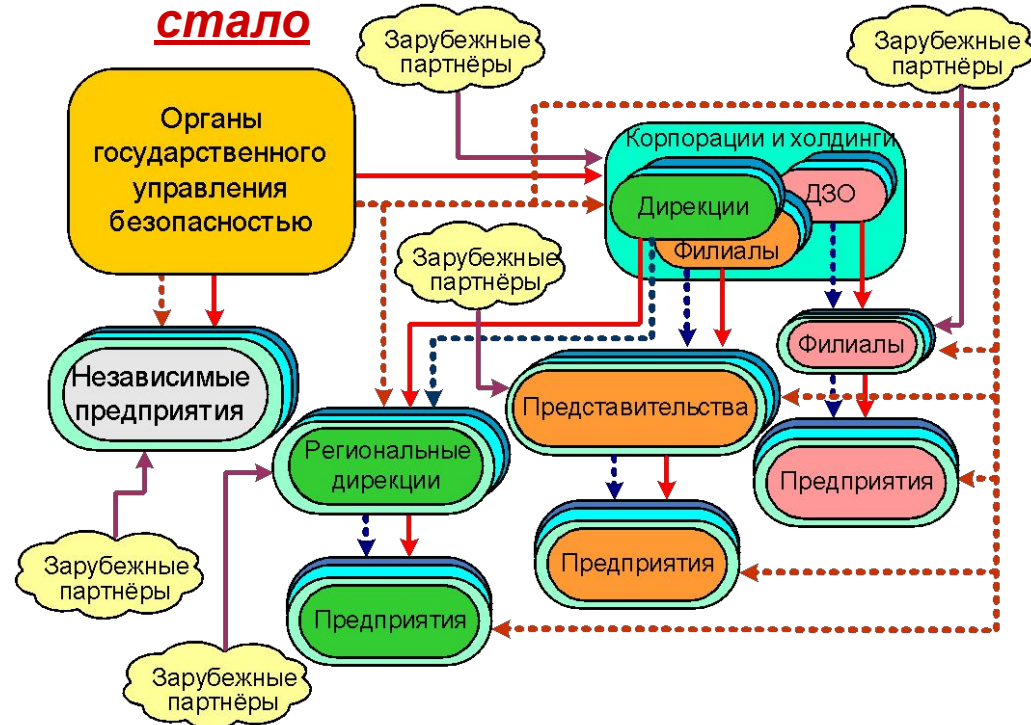 стало
Зарубежные
партнёры
Зарубежные
партнёры
Органы
государственного
управления
безопасностью
Корпорации и холдинги
ДЗО
Дирекции
Филиалы
Зарубежные
партнёры
Филиалы
Независимые
предприятия
Представительства
Региональные
дирекции
Предприятия
Предприятия
Зарубежные
партнёры
Предприятия
Зарубежные
партнёры